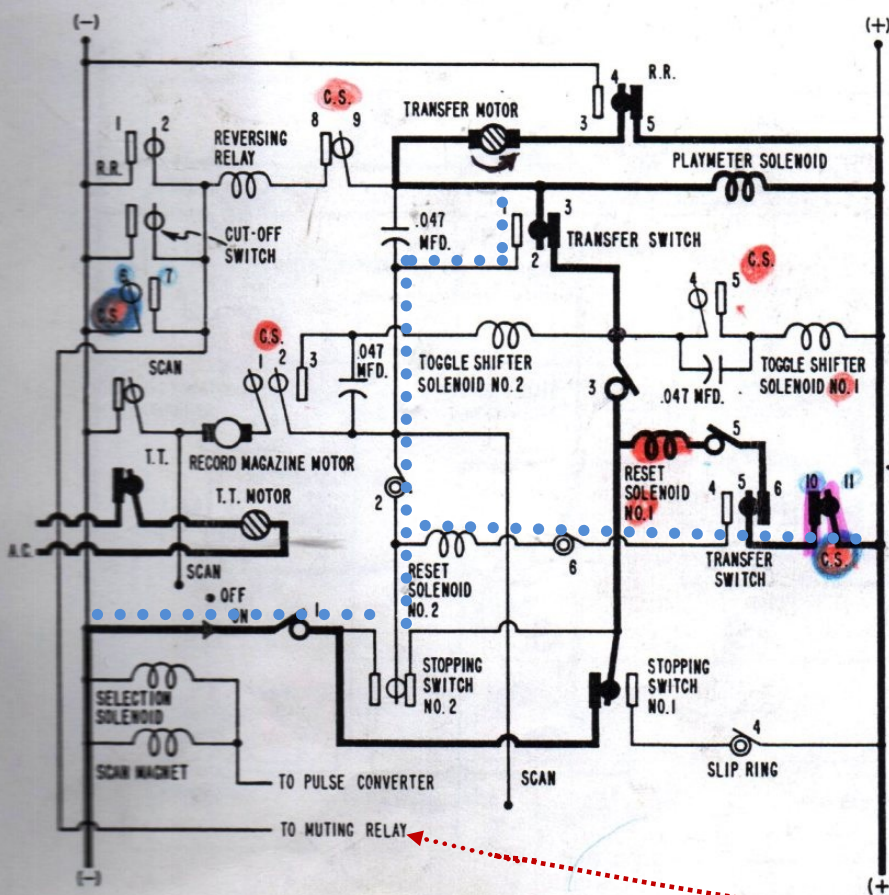 (-)
(+)
C.S.
4
R.R.
TRANSFER MOTOR
1
2
8
9
3
5
REVERSING
RELAY
PLAYMETER SOLENOID
R.R.
1
3
.047
MFD.
CUT-OFF
SWITCH
2
TRANSFER SWITCH
C.S.
6
7
4
5
C.S.
C.S.
1
2
3
.047
MFD.
SCAN
TOGGLE SHIFTER
SOLENOID NO.2
TOGGLE SHIFTER
SOLENOID NO.1
3
.047 MFD.
5
T.T.
RECORD MAGAZINE MOTOR
RESET
SOLENOID
NO.1
4
5
6
10
11
T.T. MOTOR
2
A.C.
6
TRANSFER
SWITCH
C.S.
SCAN
RESET
SOLENOID
NO.2
OFF
ON
1
STOPPING
SWITCH
NO.2
STOPPING
SWITCH
NO.1
SELECTION
SOLENOID
4
SLIP RING
SCAN MAGNET
TO PULSE CONVERTER
SCAN
TO MUTING RELAY
(-)
(+)